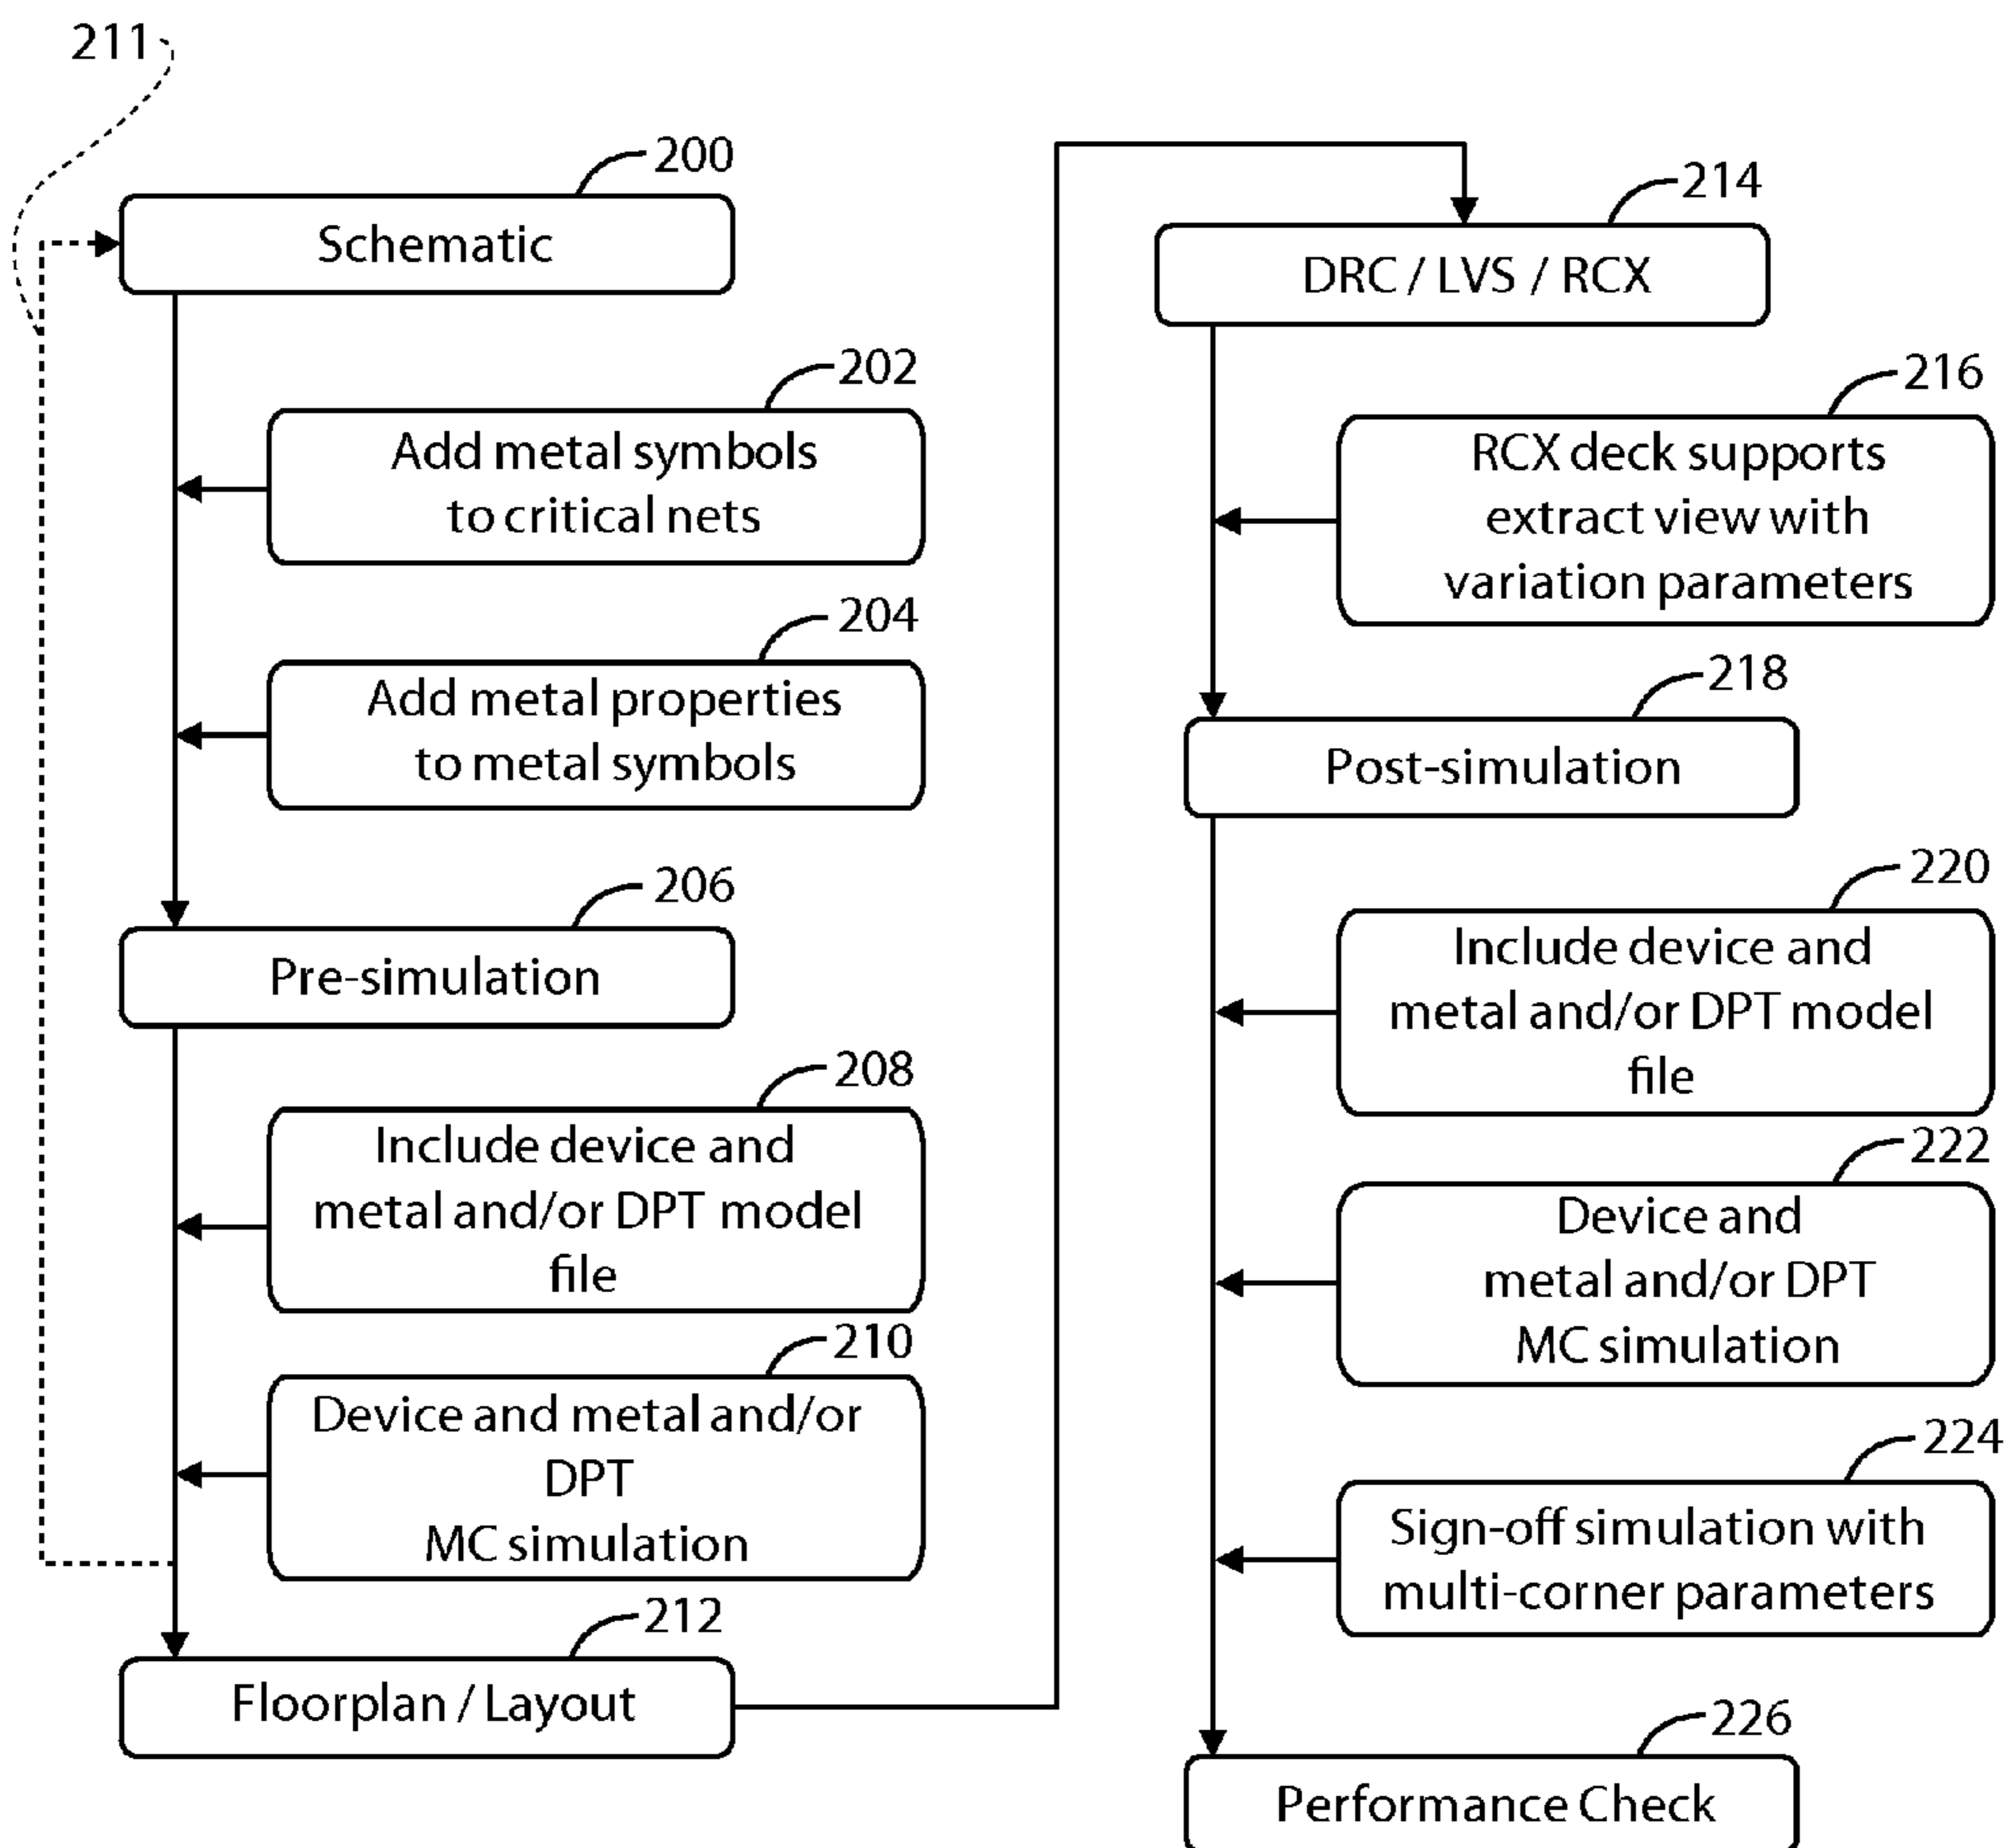 211
200
Schematic
202
Add metal symbols
to critical nets
204
Add metal properties
to metal symbols
206
Pre-simulation
208
Include device and
metal and/or DPT model
file
210
Device and metal and/or
DPT
MC simulation
212
Floorplan / Layout
214
DRC / LVS / RCX
216
RCX deck supports
extract view with
variation parameters
218
Post-simulation
220
Include device and
metal and/or DPT model
file
222
Device and
metal and/or DPT
MC simulation
224
Sign-off simulation with
multi-corner parameters
226
Performance Check